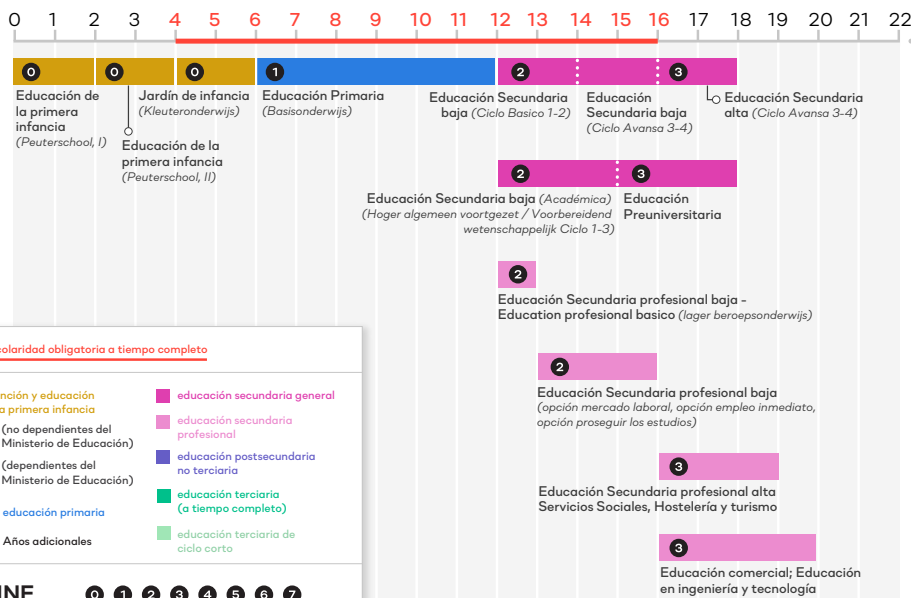 0 1 2 3 4 5 6 7 8 9 10 11 12 13 14 15 16 17 18 19 20 21 22
0 0 0 1 2 3
Educación de
la primera
infancia
(Peuterschool, I)
Educación de la
primera infancia
(Peuterschool, II)
Jardín de infancia
(Kleuteronderwijs)
Educación Primaria
(Basisonderwijs)
Educación Secundaria
baja (Ciclo Basico 1-2)
Educación
Secundaria baja
(Ciclo Avansa 3-4)
Educación Secundaria
alta (Ciclo Avansa 3-4)
2 3
Educación Secundaria baja (Académica)
(Hoger algemeen voortgezet / Voorbereidend
wetenschappelijk Ciclo 1-3)
Educación
Preuniversitaria
2
Educación Secundaria profesional baja -
Education profesional basico (lager beroepsonderwijs)
2
Educación Secundaria profesional baja
(opción mercado laboral, opción empleo inmediato,
opción proseguir los estudios)
3
Educación Secundaria profesional alta
Servicios Sociales, Hostelería y turismo
3
Educación comercial; Educación
en ingeniería y tecnología
colaridad obligatoria a tiempo completo
nción y educación
a primera infancia
(no dependientes del
Ministerio de Educación)
(dependientes del
Ministerio de Educación)
educación primaria
Años adicionales
educación secundaria general
educación secundaria
profesional
educación postsecundaria
no terciaria
educación terciaria
(a tiempo completo)
educación terciaria de
ciclo corto
INE 0 1 2 3 4 5 6 7